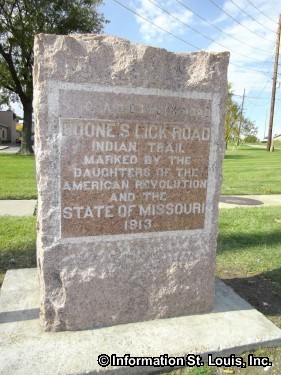 BOONE'S LICK ROAD
INDIAN TRAIL
MARKED BY THE
DAUGHTERS OF THE
AMERICAN REVOLUTION
AND THE
STATE OF MISSOURI
1913
©Information St. Louis, Inc.